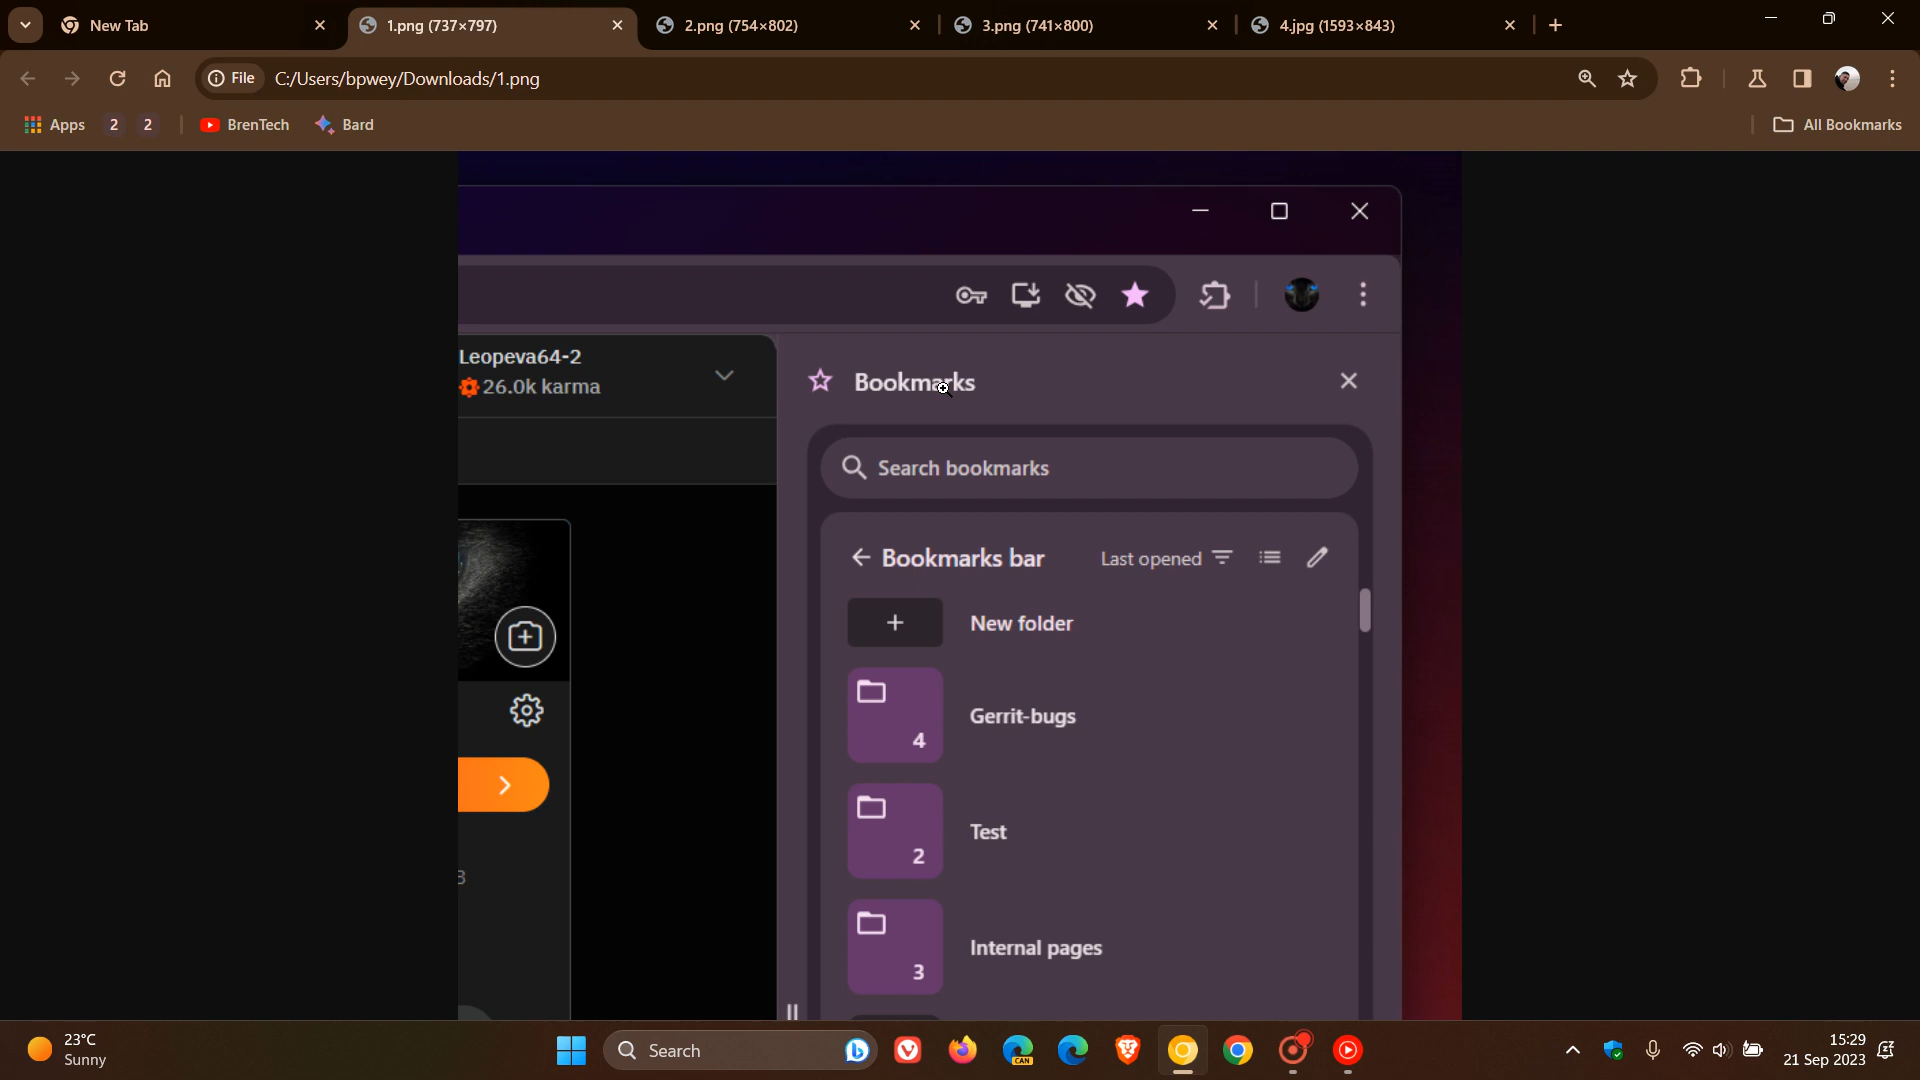 New Tab
1.png (737×797)
2.png (754×802)
3.png (741×800)
4.jpg (1593×843)
File
C:/Users/bpwey/Downloads/1.png
Apps
2
2
BrenTech
Bard
All Bookmarks
Leopeva64-2
26.0k karma
Bookmarks
Search bookmarks
Bookmarks bar
Last opened
New folder
Gerrit-bugs
4
Test
2
Internal pages
3
23°C
Sunny
Search
CAN
15:29
21 Sep 2023